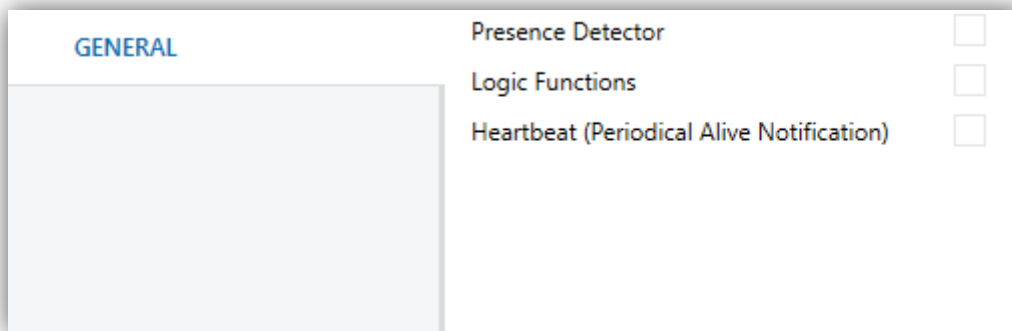 GENERAL
Presence Detector
Logic Functions
Heartbeat (Periodical Alive Notification)